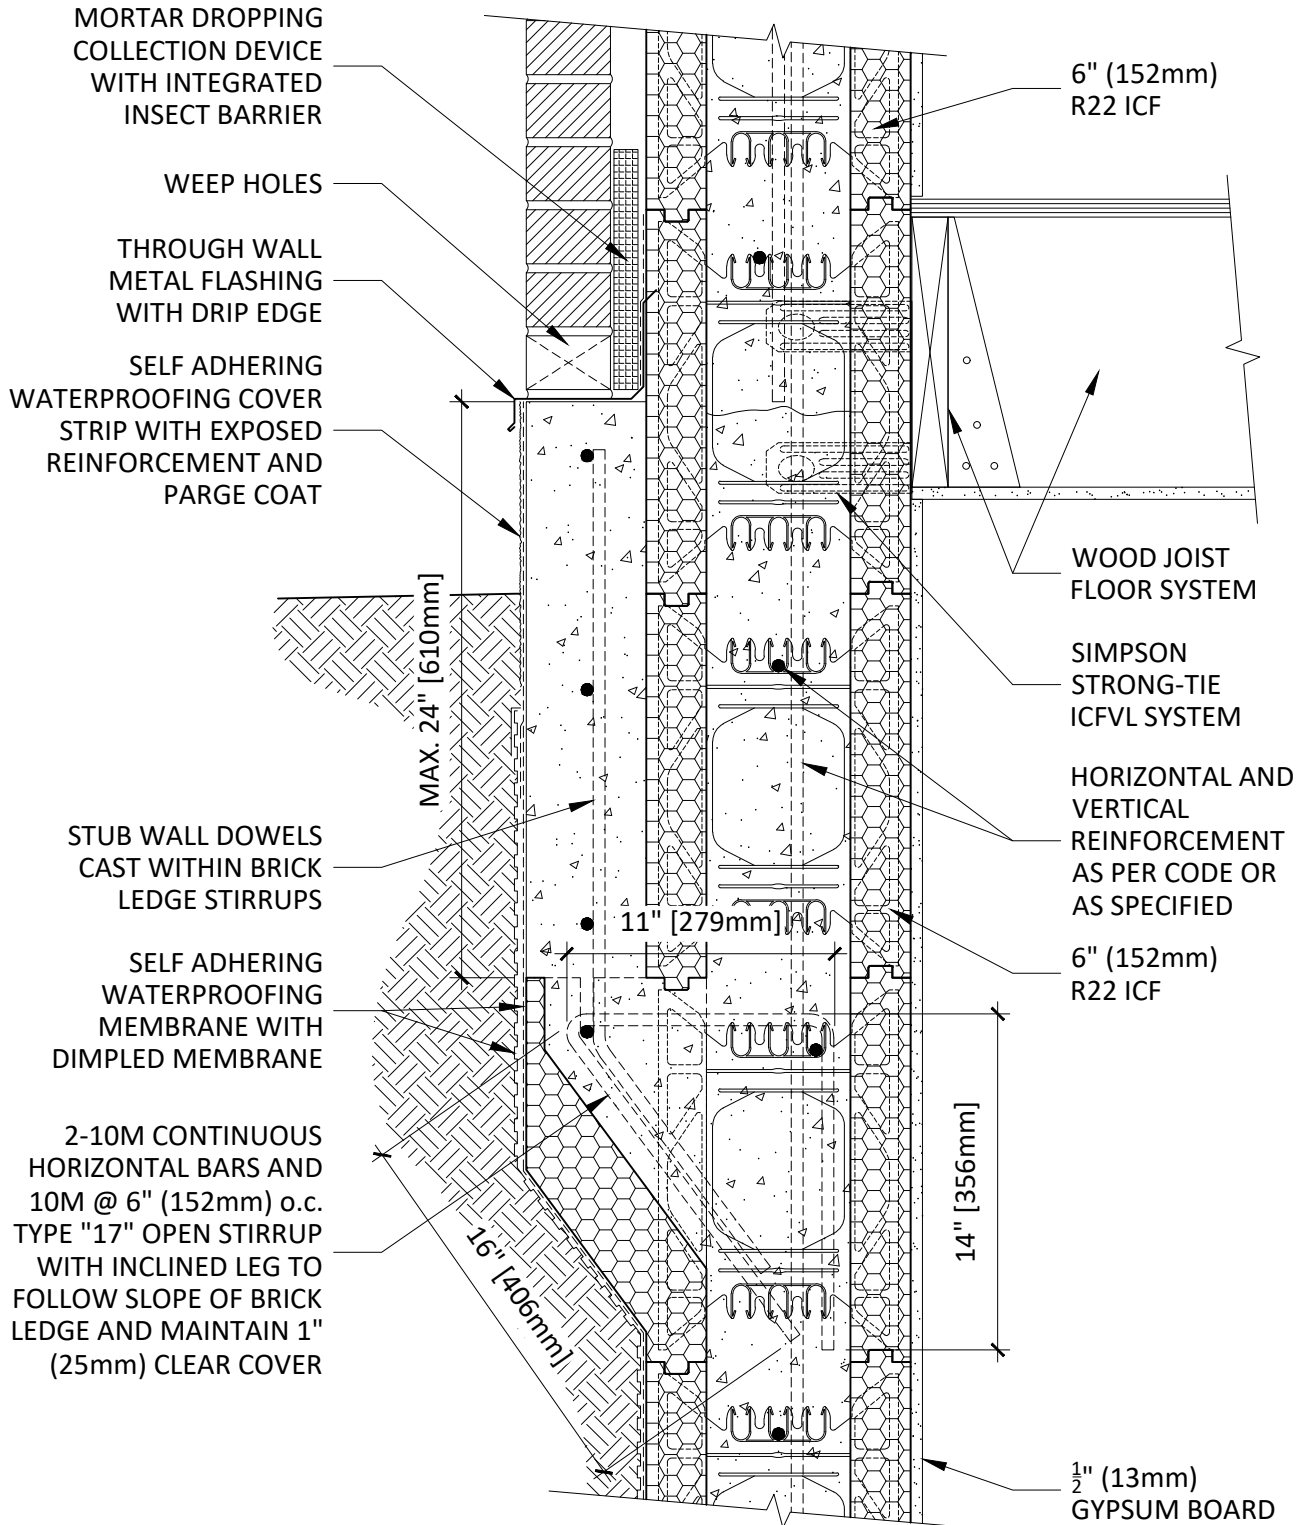 MORTAR DROPPING
COLLECTION DEVICE
WITH INTEGRATED
INSECT BARRIER
WEEP HOLES
THROUGH WALL
METAL FLASHING
WITH DRIP EDGE
SELF ADHERING
WATERPROOFING COVER
STRIP WITH EXPOSED
REINFORCEMENT AND
PARGE COAT
MAX. 24" [610mm]
STUB WALL DOWELS
CAST WITHIN BRICK
LEDGE STIRRUPS
SELF ADHERING
WATERPROOFING
MEMBRANE WITH
DIMPLED MEMBRANE
2-10M CONTINUOUS
HORIZONTAL BARS AND
10M @ 6" (152mm) o.c.
TYPE "17" OPEN STIRRUP
WITH INCLINED LEG TO
FOLLOW SLOPE OF BRICK
LEDGE AND MAINTAIN 1"
(25mm) CLEAR COVER
11" [279mm]
16" [406mm]
14" [356mm]
6" (152mm)
R22 ICF
WOOD JOIST
FLOOR SYSTEM
SIMPSON
STRONG-TIE
ICFVL SYSTEM
HORIZONTAL AND
VERTICAL
REINFORCEMENT
AS PER CODE OR
AS SPECIFIED
6" (152mm)
R22 ICF
½" (13mm)
GYPSUM BOARD